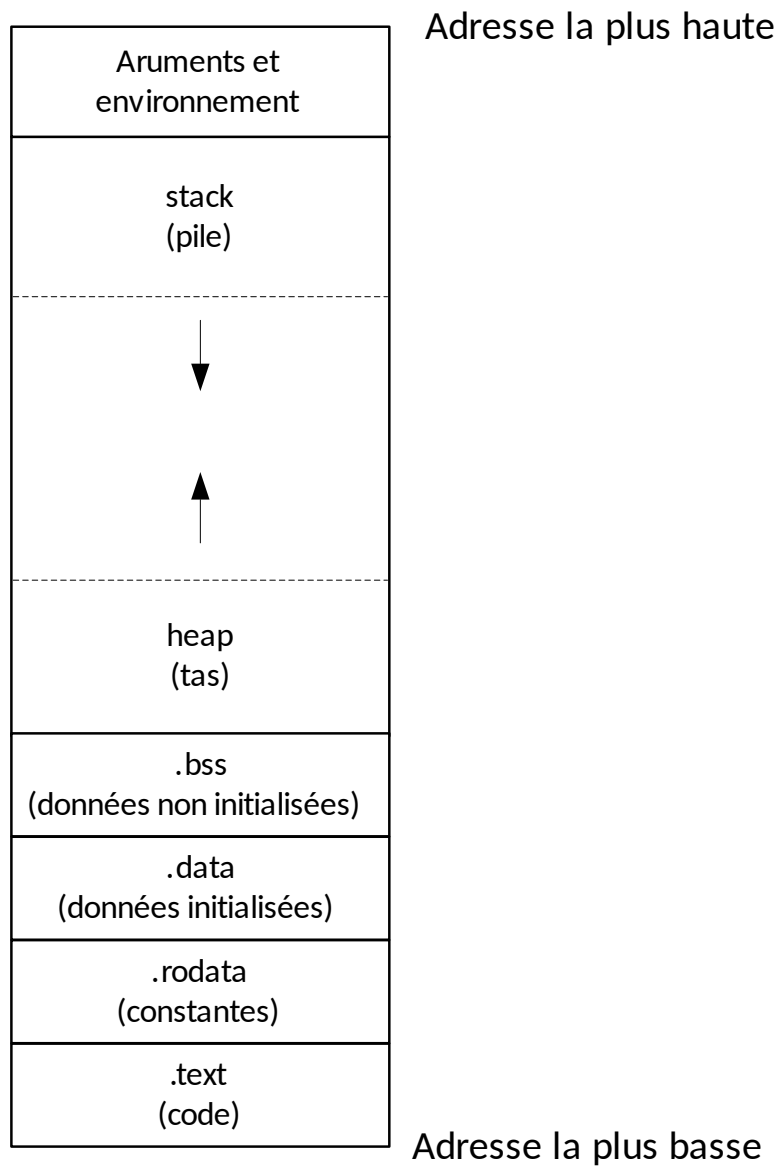 Adresse la plus haute
Aruments et
environnement
stack
(pile)
heap
(tas)
.bss
(données non initialisées)
.data
(données initialisées)
.rodata
(constantes)
.text
(code)
Adresse la plus basse